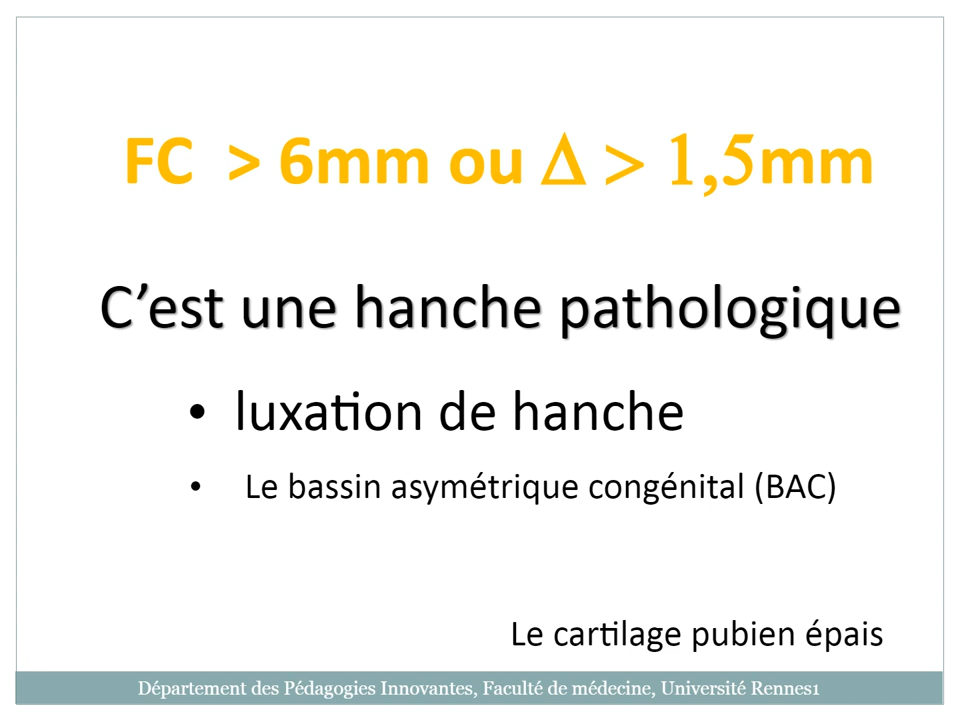 FC > 6mm ou Δ > 1,5mm
C’est une hanche pathologique
• luxation de hanche
• Le bassin asymétrique congénital (BAC)
Le cartilage pubien épais
Département des Pédagogies Innovantes, Faculté de médecine, Université Rennes1